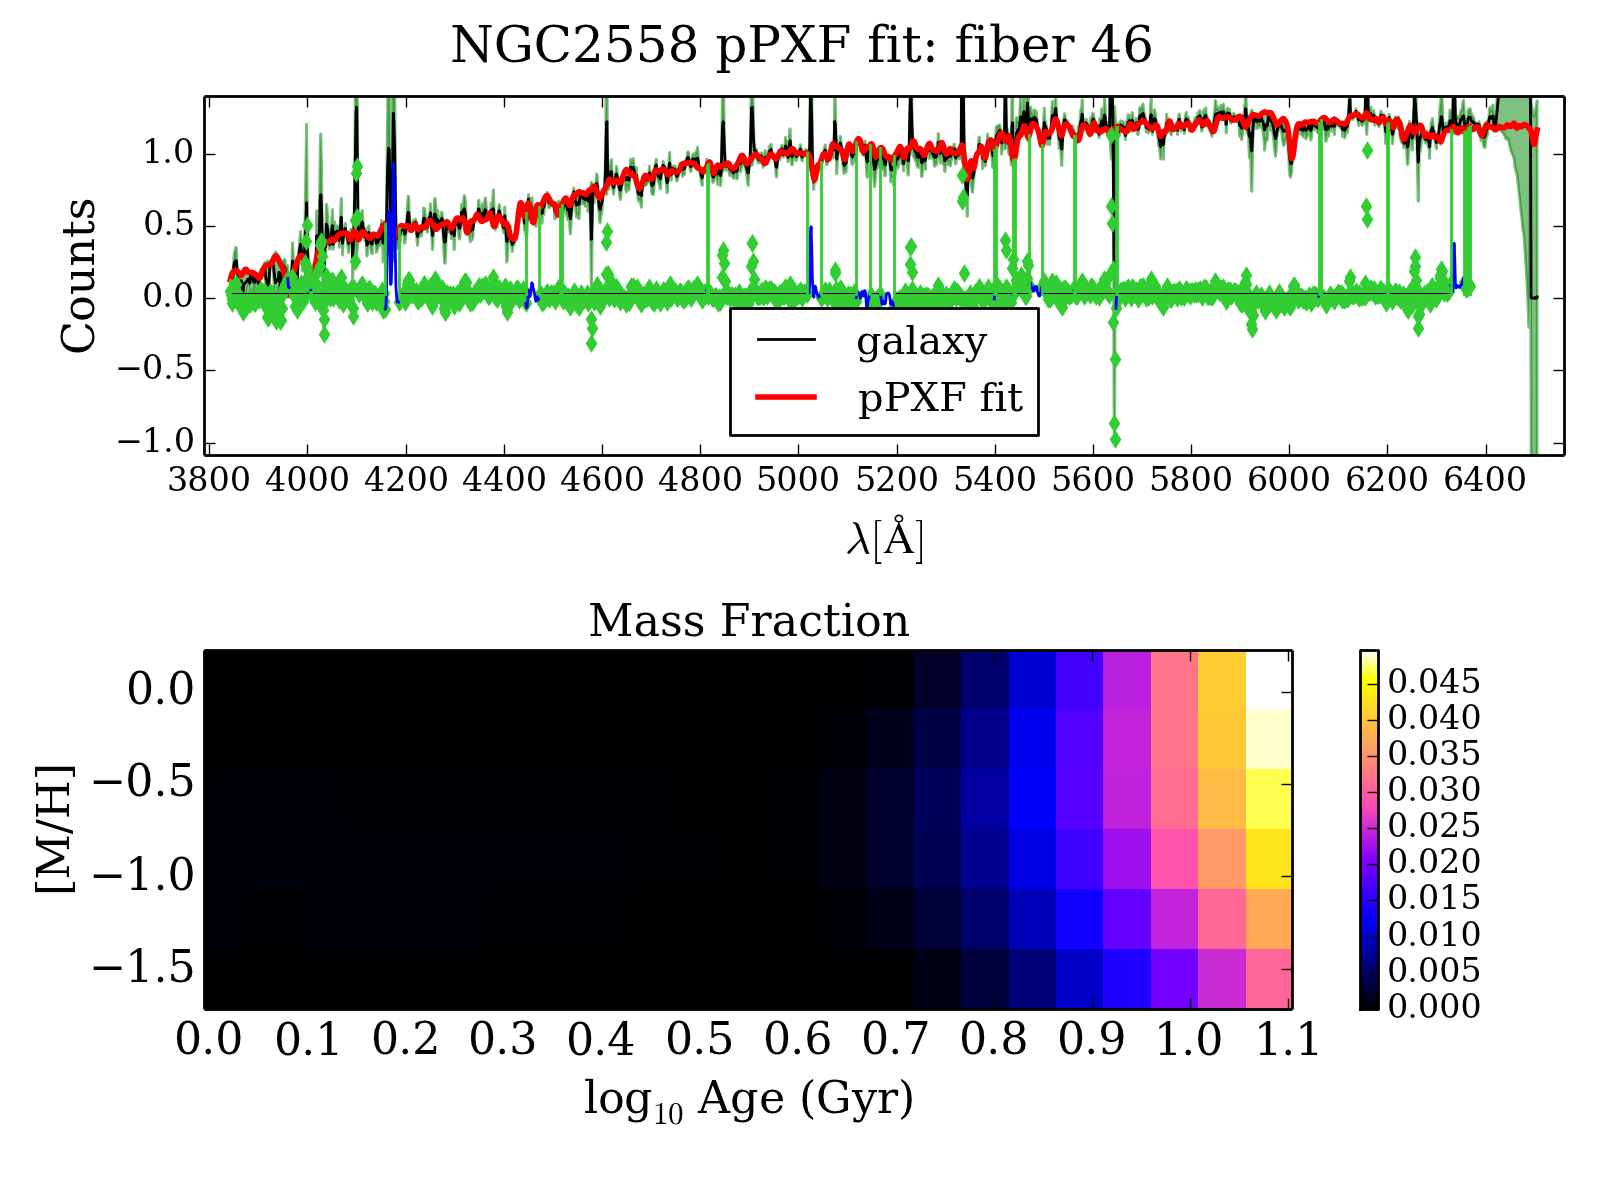 NGC2558 pPXF fit: fiber 46
Counts
1.0
0.5
0.0
−0.5
−1.0
galaxy
pPXF fit
3800 4000 4200 4400 4600 4800 5000 5200 5400 5600 5800 6000 6200 6400
λ[Å]
Mass Fraction
[M/H]
0.0
−0.5
−1.0
−1.5
0.0 0.1 0.2 0.3 0.4 0.5 0.6 0.7 0.8 0.9 1.0 1.1
log₁₀ Age (Gyr)
0.045
0.040
0.035
0.030
0.025
0.020
0.015
0.010
0.005
0.000